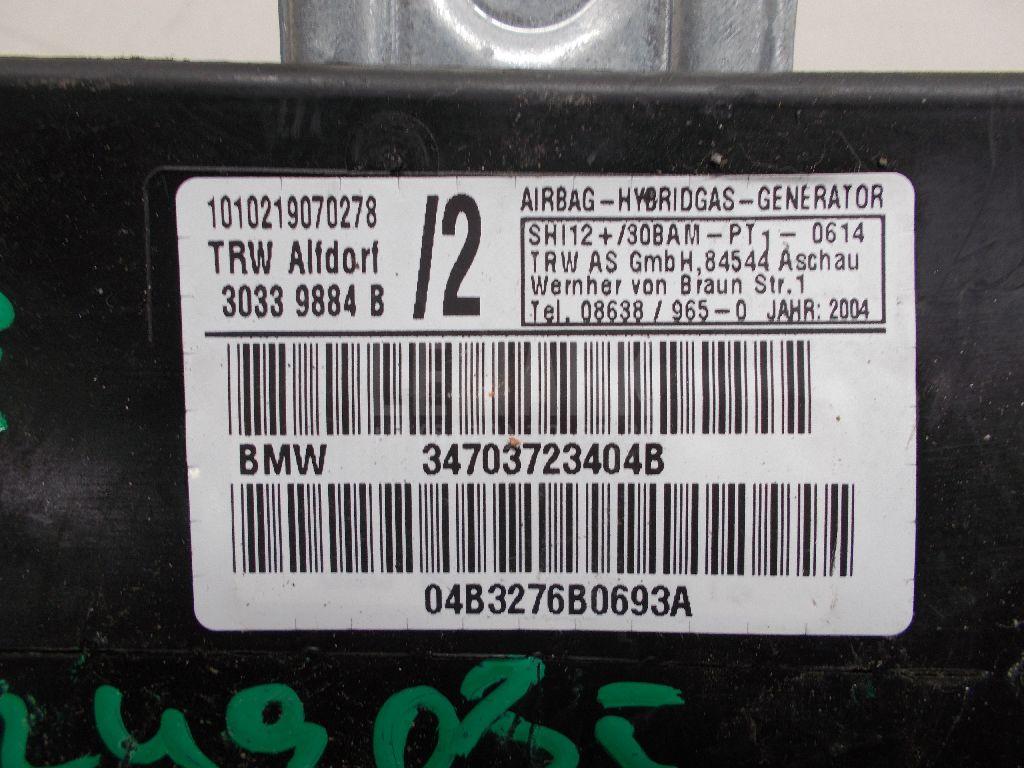 1010219070278
TRW Alfdorf
3033 9884 B
/2
AIRBAG-HYBRIDGAS-GENERATOR
SHI12+/30BAM-PT1-0614
TRW AS GmbH,84544 Aschau
Wernher von Braun Str.1
Tel. 08638 / 965-0 JAHR: 2004
BMW 34703723404B
04B3276B0693A